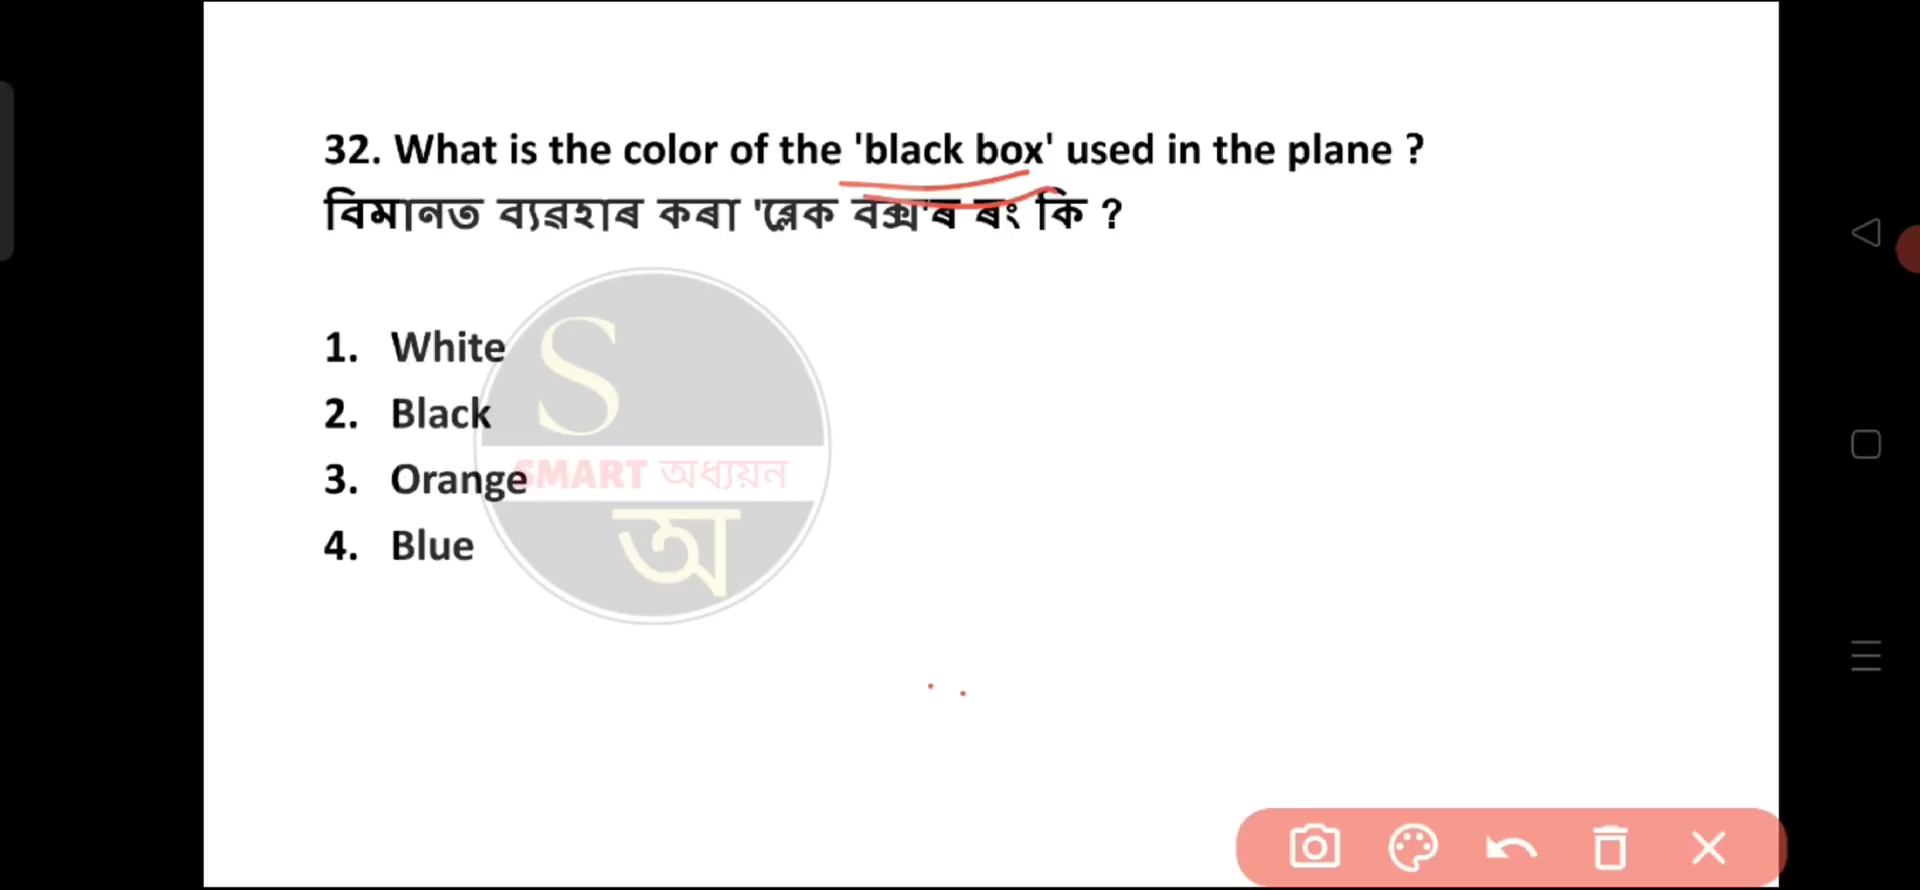 32. What is the color of the 'black box' used in the plane ?
বিমানত ব্যৱহাৰ কৰা 'ব্লেক বক্স'ৰ ৰং কি ?
1. White
2. Black
3. Orange
4. Blue
S
SMART অধ্যয়ন
অ